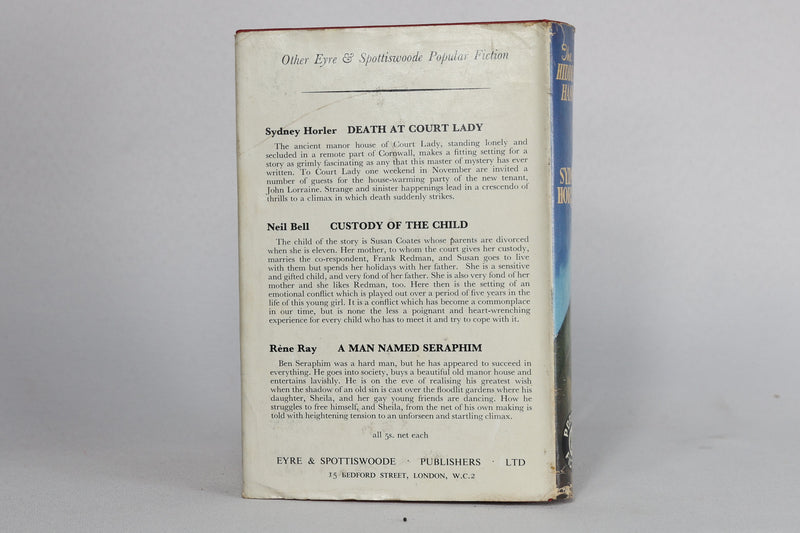 Other Eyre & Spottiswoode Popular Fiction
Sydney Horler DEATH AT COURT LADY
The ancient manor house of Court Lady, standing lonely and
secluded in a remote part of Cornwall, makes a fitting setting for a
story as grimly fascinating as any that this master of mystery has ever
written. To Court Lady one weekend in November are invited a
number of guests for the house-warming party of the new tenant,
John Lorraine. Strange and sinister happenings lead in a crescendo of
thrills to a climax in which death suddenly strikes.
Neil Bell CUSTODY OF THE CHILD
The child of the story is Susan Coates whose parents are divorced
when she is eleven. Her mother, to whom the court gives her custody,
marries the co-respondent, Frank Redman, and Susan goes to live
with them but spends her holidays with her father. She is a sensitive
and gifted child, and very fond of her father. She is also very fond of her
mother and she likes Redman, too. Here then is the setting of an
emotional conflict which is played out over a period of five years in the
life of this young girl. It is a conflict which has become a commonplace
in our time, but is none the less a poignant and heart-wrenching
experience for every child who has to meet it and try to cope with it.
Rène Ray A MAN NAMED SERAPHIM
Ben Seraphim was a hard man, but he has appeared to succeed in
everything. He goes into society, buys a beautiful old manor house and
entertains lavishly. He is on the eve of realising his greatest wish
when the shadow of an old sin is cast over the floodlit gardens where his
daughter, Sheila, and her gay young friends are dancing. How he
struggles to free himself, and Sheila, from the net of his own making is
told with heightening tension to an unforseen and startling climax.
all 5s. net each
EYRE & SPOTTISWOODE · PUBLISHERS · LTD
15 BEDFORD STREET, LONDON, W.C.2